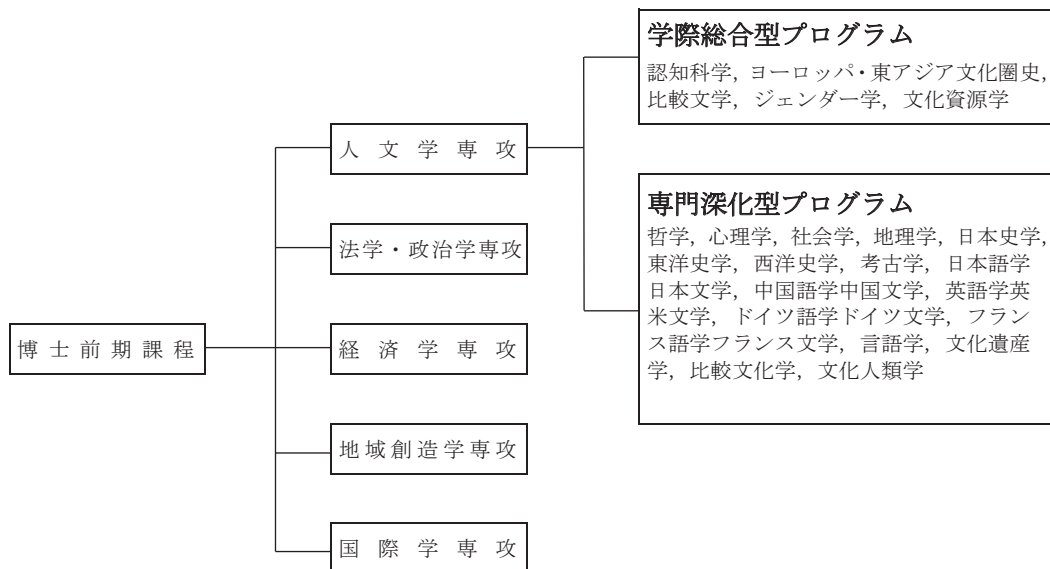 学際総合型プログラム
認知科学，ヨーロッパ・東アジア文化圏史，
比較文学，ジェンダー学，文化資源学
人文学専攻
専門深化型プログラム
哲学，心理学，社会学，地理学，日本史学，
東洋史学，西洋史学，考古学，日本語学
日本文学，中国語学中国文学，英語学英
米文学，ドイツ語学ドイツ文学，フラン
ス語学フランス文学，言語学，文化遺産
学，比較文化学，文化人類学
法学・政治学専攻
博士前期課程
経済学専攻
地域創造学専攻
国際学専攻